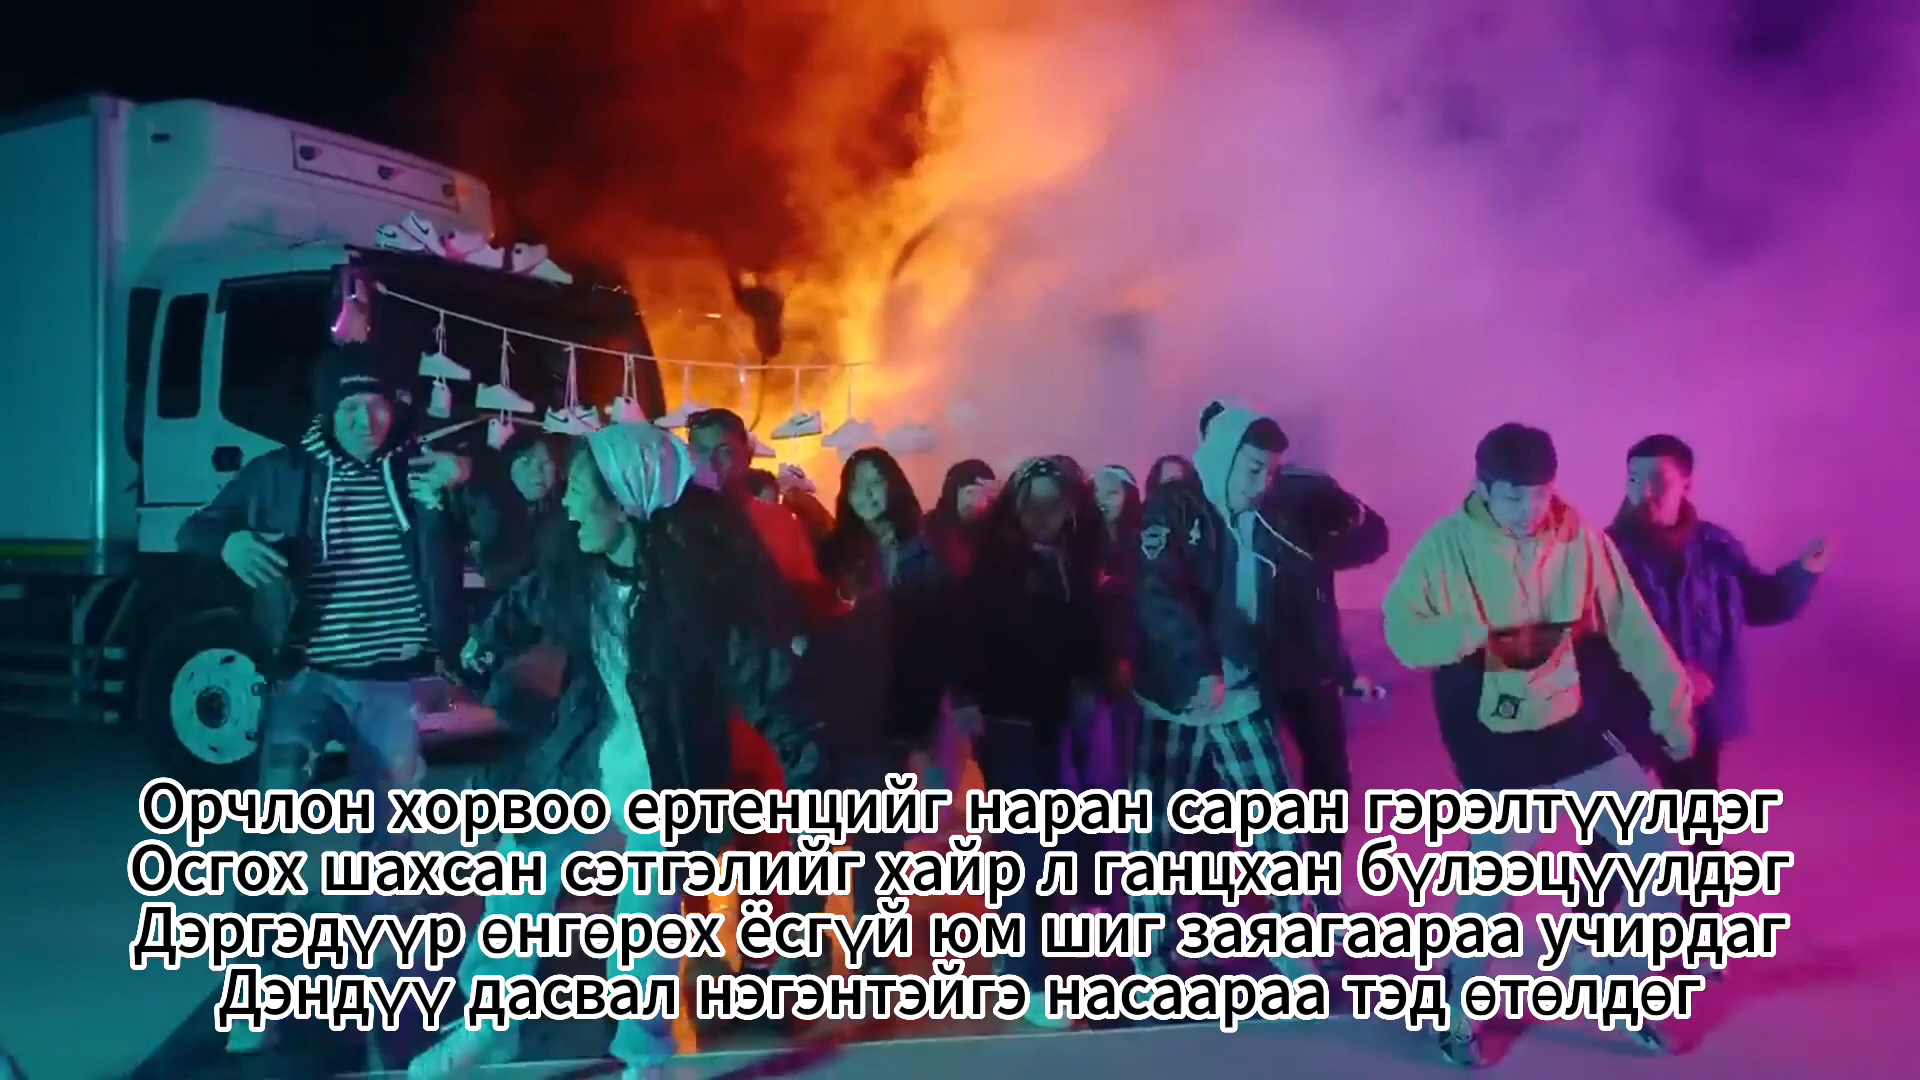 Орчлон хорвоо ертенцийг наран саран гэрэлтүүлдэг
Осгох шахсан сэтгэлийг хайр л ганцхан бүлээцүүлдэг
Дэргэдүүр өнгөрөх ёсгүй юм шиг заяагаараа учирдаг
Дэндүү дасвал нэгэнтэйгэ насаараа тэд өтөлдөг